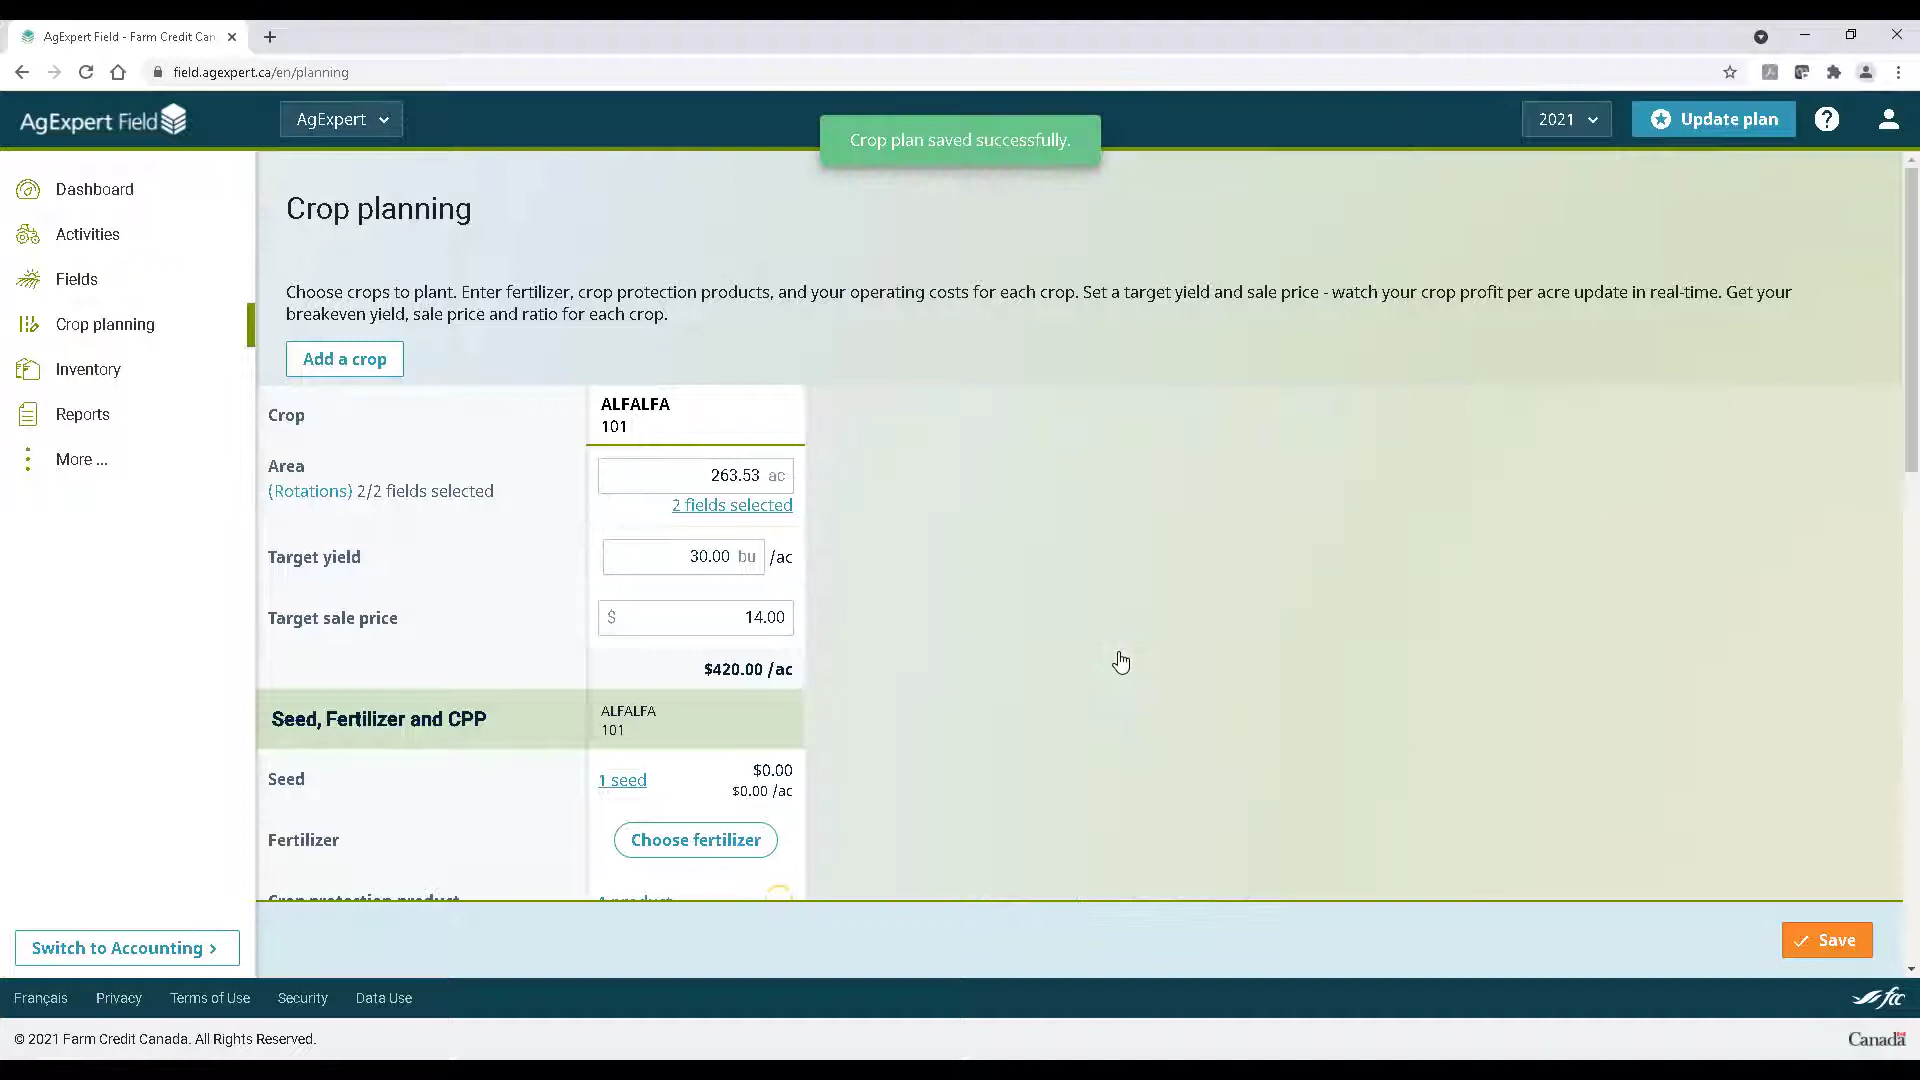 AgExpert Field - Farm Credit Can
field.agexpert.ca/en/planning
AgExpert Field
AgExpert
Crop plan saved successfully.
2021
Update plan
Dashboard
Activities
Fields
Crop planning
Inventory
Reports
More ...
Switch to Accounting >
Crop planning
Choose crops to plant. Enter fertilizer, crop protection products, and your operating costs for each crop. Set a target yield and sale price - watch your crop profit per acre update in real-time. Get your
breakeven yield, sale price and ratio for each crop.
Add a crop
Crop
ALFALFA
101
Area
263.53 ac
(Rotations) 2/2 fields selected
2 fields selected
Target yield
30.00 bu /ac
Target sale price
$ 14.00
$420.00 /ac
Seed, Fertilizer and CPP
ALFALFA
101
Seed
1 seed
$0.00
$0.00 /ac
Fertilizer
Choose fertilizer
Crop protection product
Save
Français Privacy Terms of Use Security Data Use
fcc
© 2021 Farm Credit Canada. All Rights Reserved.
Canada